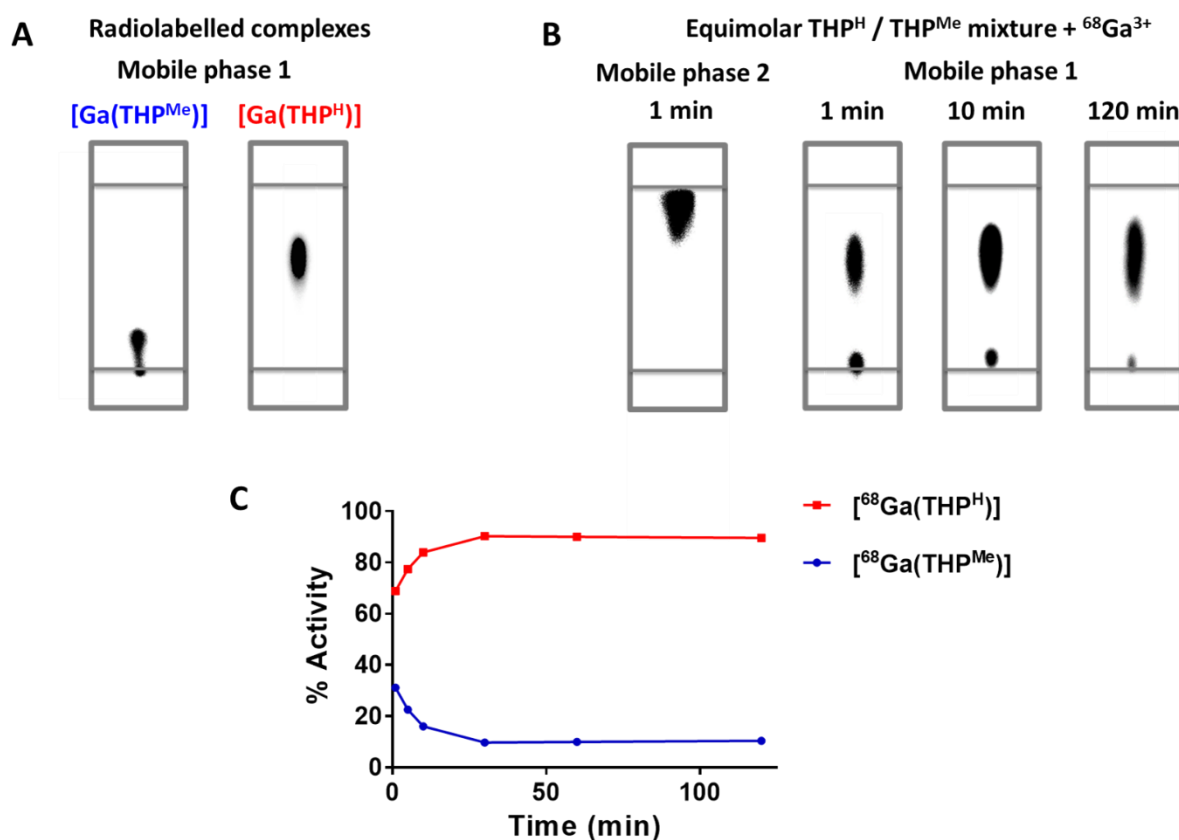 A Radiolabelled complexes
Mobile phase 1
[Ga(THPᴹᵉ)] [Ga(THPᴴ)]
B Equimolar THPᴴ / THPᴹᵉ mixture + ⁶⁸Ga³⁺
Mobile phase 2 Mobile phase 1
1 min 1 min 10 min 120 min
C
[⁶⁸Ga(THPᴴ)]
[⁶⁸Ga(THPᴹᵉ)]
% Activity
100
80
60
40
20
0
0 50 100
Time (min)